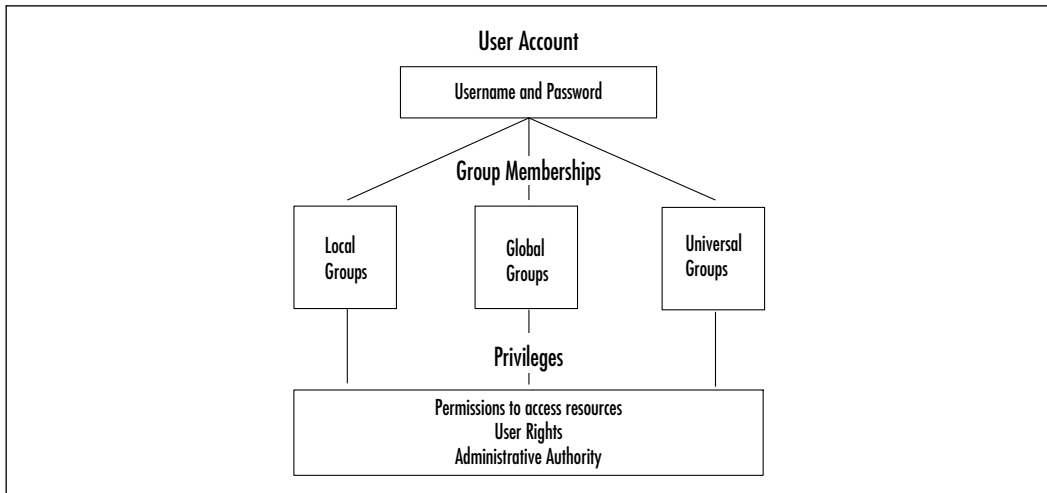 User Account
Username and Password
Group Memberships
Local
Groups
Global
Groups
Universal
Groups
Privileges
Permissions to access resources
User Rights
Administrative Authority